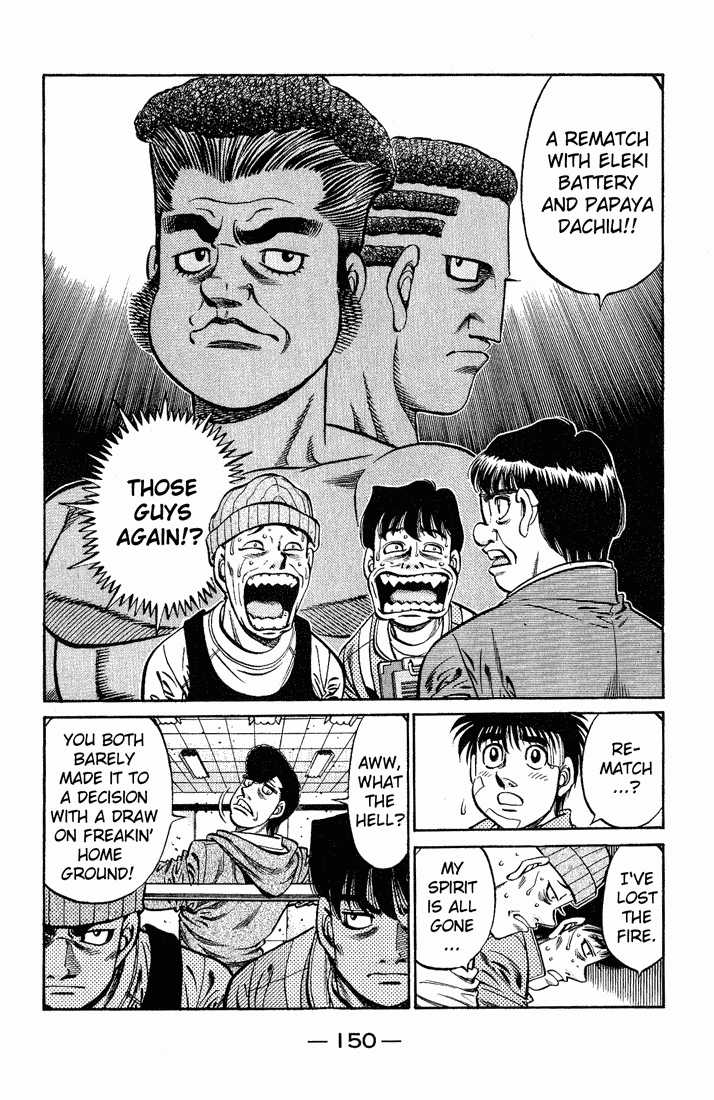 A REMATCH
WITH ELEKI
BATTERY
AND PAPAYA
DACHIU!!
THOSE
GUYS
AGAIN!?
YOU BOTH
BARELY
MADE IT TO
A DECISION
WITH A DRAW
ON FREAKIN'
HOME
GROUND!
AWW,
WHAT
THE
HELL?
RE-
MATCH
...?
I'VE
LOST
THE
FIRE.
MY
SPIRIT
IS ALL
GONE
...
— 150 —